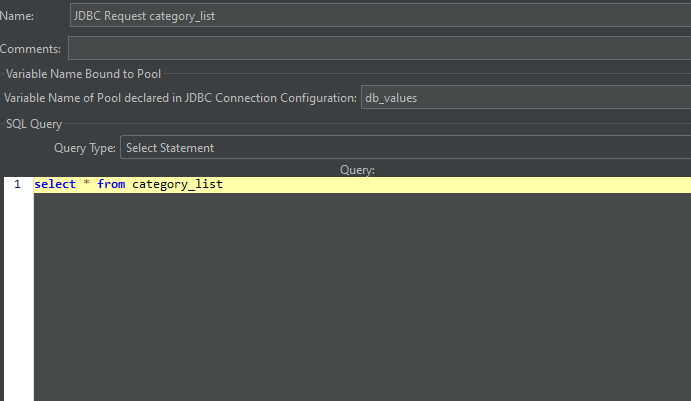 Name: JDBC Request category_list
Comments:
Variable Name Bound to Pool
Variable Name of Pool declared in JDBC Connection Configuration: db_values
SQL Query
Query Type: Select Statement
Query:
1 select * from category_list